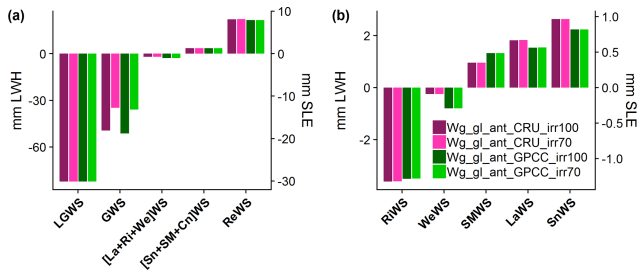 (a)
mm LWH
0
-30
-60
10
0
-10
-20
-30
mm SLE
LGWS
GWS
[La+Ri+We]WS
[Sn+SM+Cn]WS
ReWS
(b)
mm LWH
2
0
-2
1.0
0.5
0.0
-0.5
-1.0
mm SLE
Wg_gl_ant_CRU_irr100
Wg_gl_ant_CRU_irr70
Wg_gl_ant_GPCC_irr100
Wg_gl_ant_GPCC_irr70
RiWS
WeWS
SMWS
LaWS
SnWS